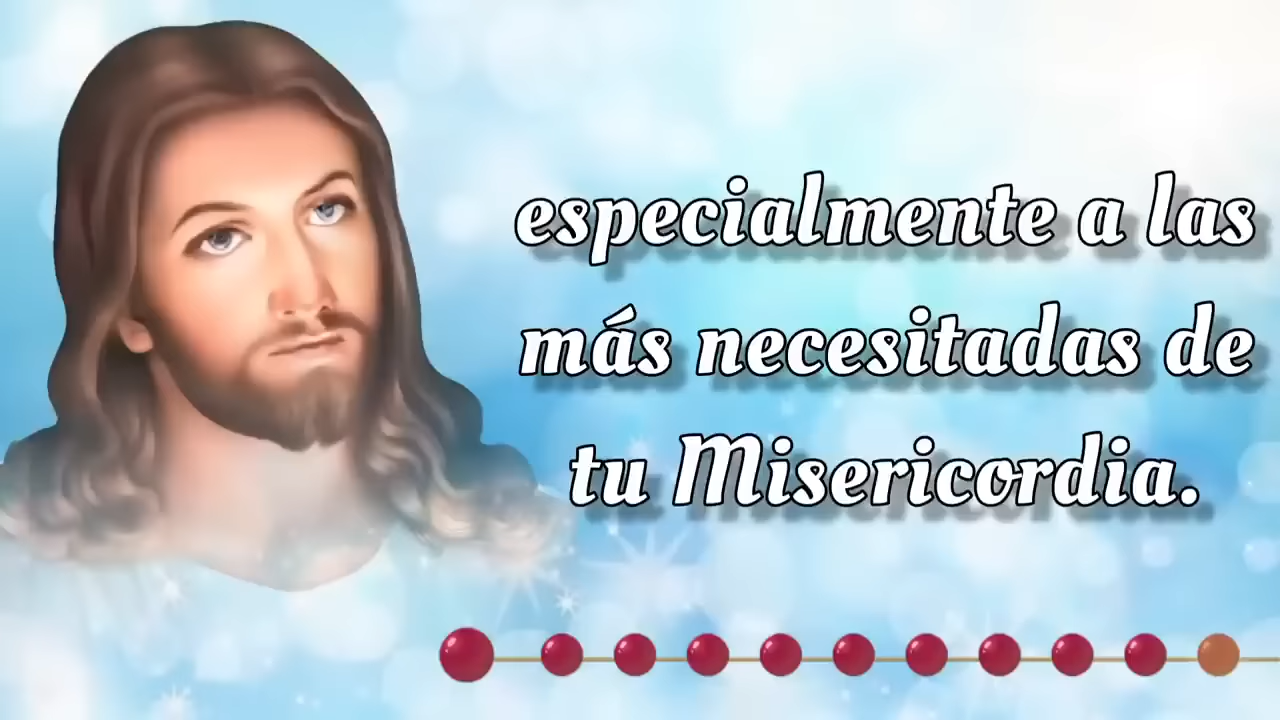 especialmente a las
más necesitadas de
tu Misericordia.